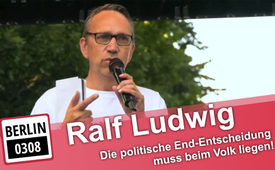 Ralf Ludwig
BERLIN
0308
Die politische End-Entscheidung
muss beim Volk liegen!